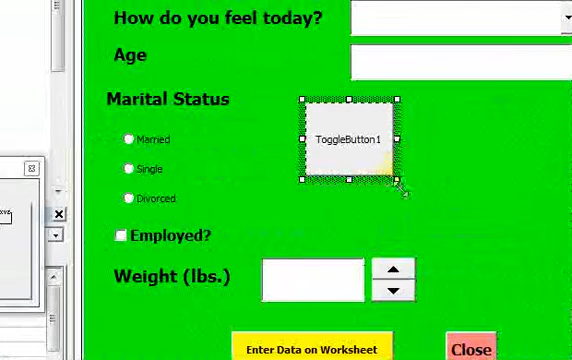 How do you feel today?
Age
Marital Status
Married
ToggleButton1
Single
Divorced
Employed?
Weight (lbs.)
Enter Data on Worksheet
Close